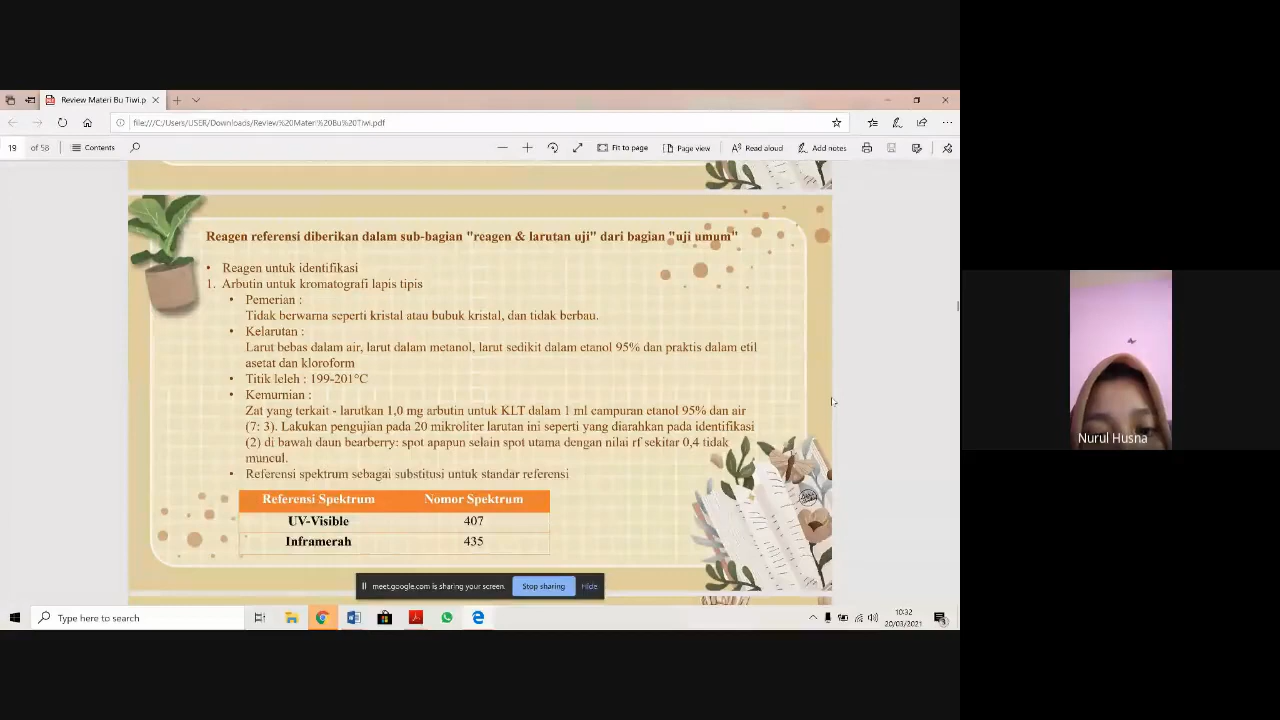 Review Materi Bu Tiwi.p
file:///C:/Users/USER/Downloads/Review%20Materi%20Bu%20Tiwi.pdf
19 of 58 Contents Fit to page Page view Read aloud Add notes
Reagen referensi diberikan dalam sub-bagian "reagen & larutan uji" dari bagian "uji umum"
• Reagen untuk identifikasi
1. Arbutin untuk kromatografi lapis tipis
• Pemerian :
Tidak berwarna seperti kristal atau bubuk kristal, dan tidak berbau.
• Kelarutan :
Larut bebas dalam air, larut dalam metanol, larut sedikit dalam etanol 95% dan praktis dalam etil
asetat dan kloroform
• Titik leleh : 199-201°C
• Kemurnian :
Zat yang terkait - larutkan 1,0 mg arbutin untuk KLT dalam 1 ml campuran etanol 95% dan air
(7: 3). Lakukan pengujian pada 20 mikroliter larutan ini seperti yang diarahkan pada identifikasi
(2) di bawah daun bearberry: spot apapun selain spot utama dengan nilai rf sekitar 0,4 tidak
muncul.
• Referensi spektrum sebagai substitusi untuk standar referensi
Referensi Spektrum Nomor Spektrum
UV-Visible 407
Inframerah 435
meet.google.com is sharing your screen. Stop sharing Hide
Type here to search
10:32
20/03/2021
Nurul Husna